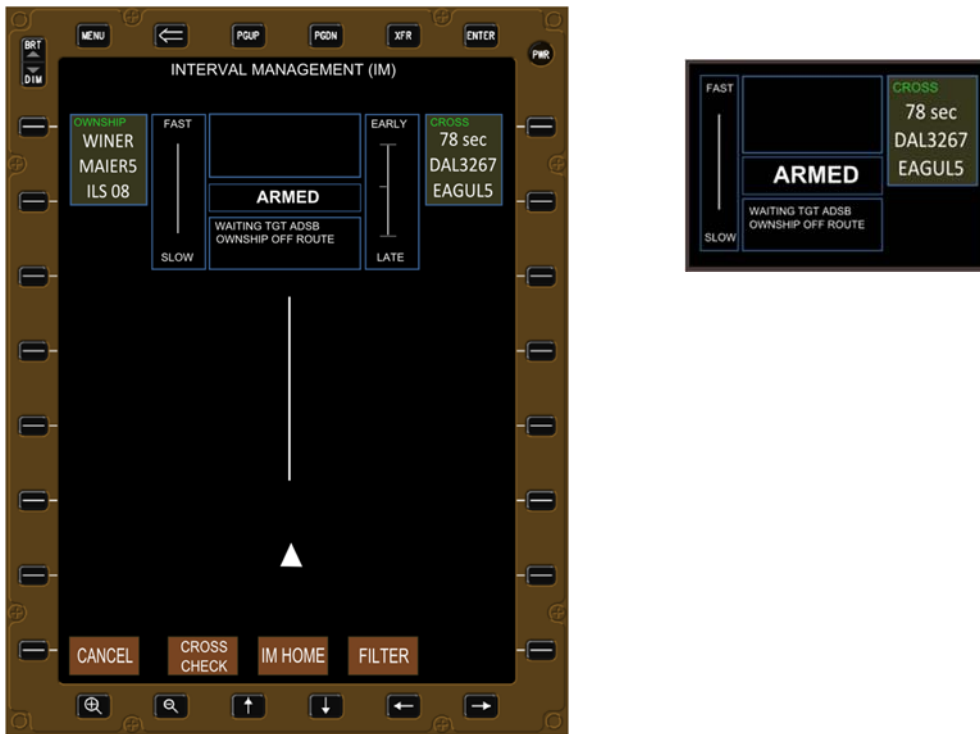 MENU
PGUP
PGDN
XFR
ENTER
BRT
DIM
PWR
INTERVAL MANAGEMENT (IM)
OWNSHIP
WINER
MAIER5
ILS 08
FAST
SLOW
ARMED
WAITING TGT ADSB
OWNSHIP OFF ROUTE
EARLY
LATE
CROSS
78 sec
DAL3267
EAGUL5
CANCEL
CROSS
CHECK
IM HOME
FILTER
FAST
SLOW
ARMED
WAITING TGT ADSB
OWNSHIP OFF ROUTE
CROSS
78 sec
DAL3267
EAGUL5